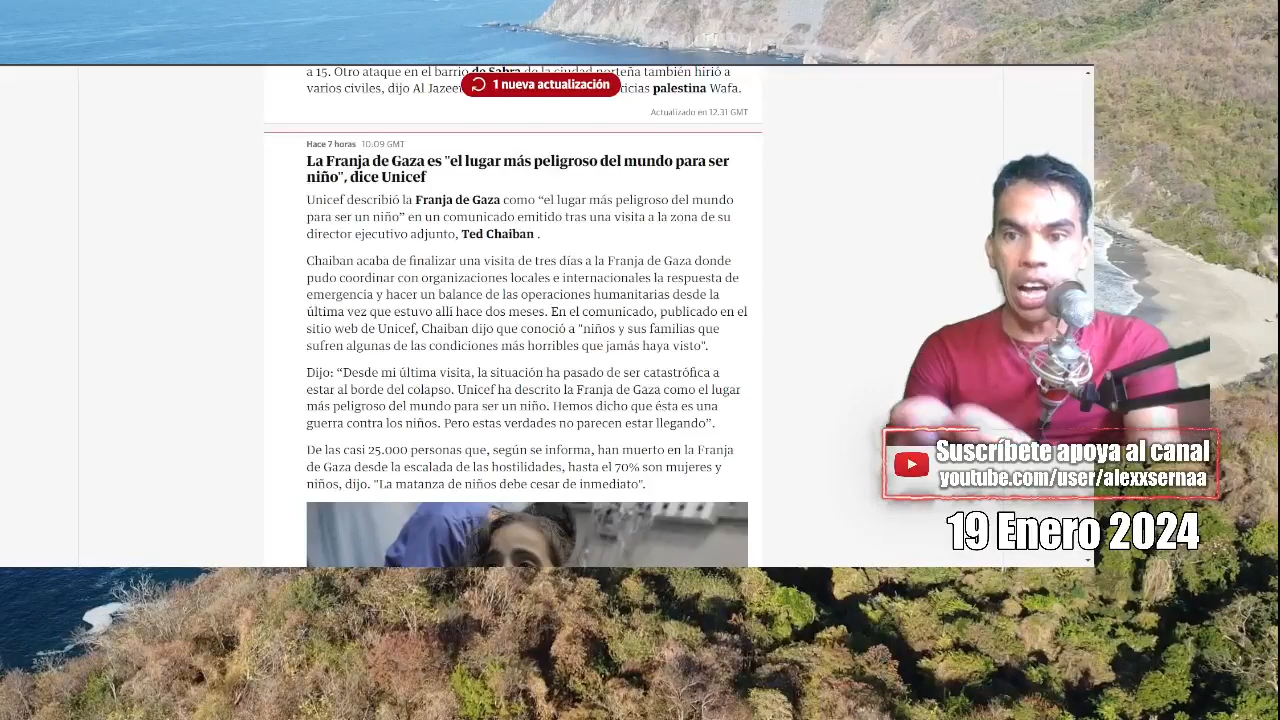 a 15. Otro ataque en el barrio de Sabra de la ciudad norteña también hirió a
1 nueva actualización
varios civiles, dijo Al Jazeer ticias palestina Wafa.
Actualizado en 12.31 GMT
Hace 7 horas 10:09 GMT
La Franja de Gaza es "el lugar más peligroso del mundo para ser
niño", dice Unicef
Unicef describió la Franja de Gaza como “el lugar más peligroso del mundo
para ser un niño” en un comunicado emitido tras una visita a la zona de su
director ejecutivo adjunto, Ted Chaiban .
Chaiban acaba de finalizar una visita de tres días a la Franja de Gaza donde
pudo coordinar con organizaciones locales e internacionales la respuesta de
emergencia y hacer un balance de las operaciones humanitarias desde la
última vez que estuvo allí hace dos meses. En el comunicado, publicado en el
sitio web de Unicef, Chaiban dijo que conoció a "niños y sus familias que
sufren algunas de las condiciones más horribles que jamás haya visto".
Dijo: “Desde mi última visita, la situación ha pasado de ser catastrófica a
estar al borde del colapso. Unicef ha descrito la Franja de Gaza como el lugar
más peligroso del mundo para ser un niño. Hemos dicho que ésta es una
guerra contra los niños. Pero estas verdades no parecen estar llegando”.
De las casi 25.000 personas que, según se informa, han muerto en la Franja
de Gaza desde la escalada de las hostilidades, hasta el 70% son mujeres y
niños, dijo. "La matanza de niños debe cesar de inmediato".
Suscríbete apoya al canal
youtube.com/user/alexxsernaa
19 Enero 2024